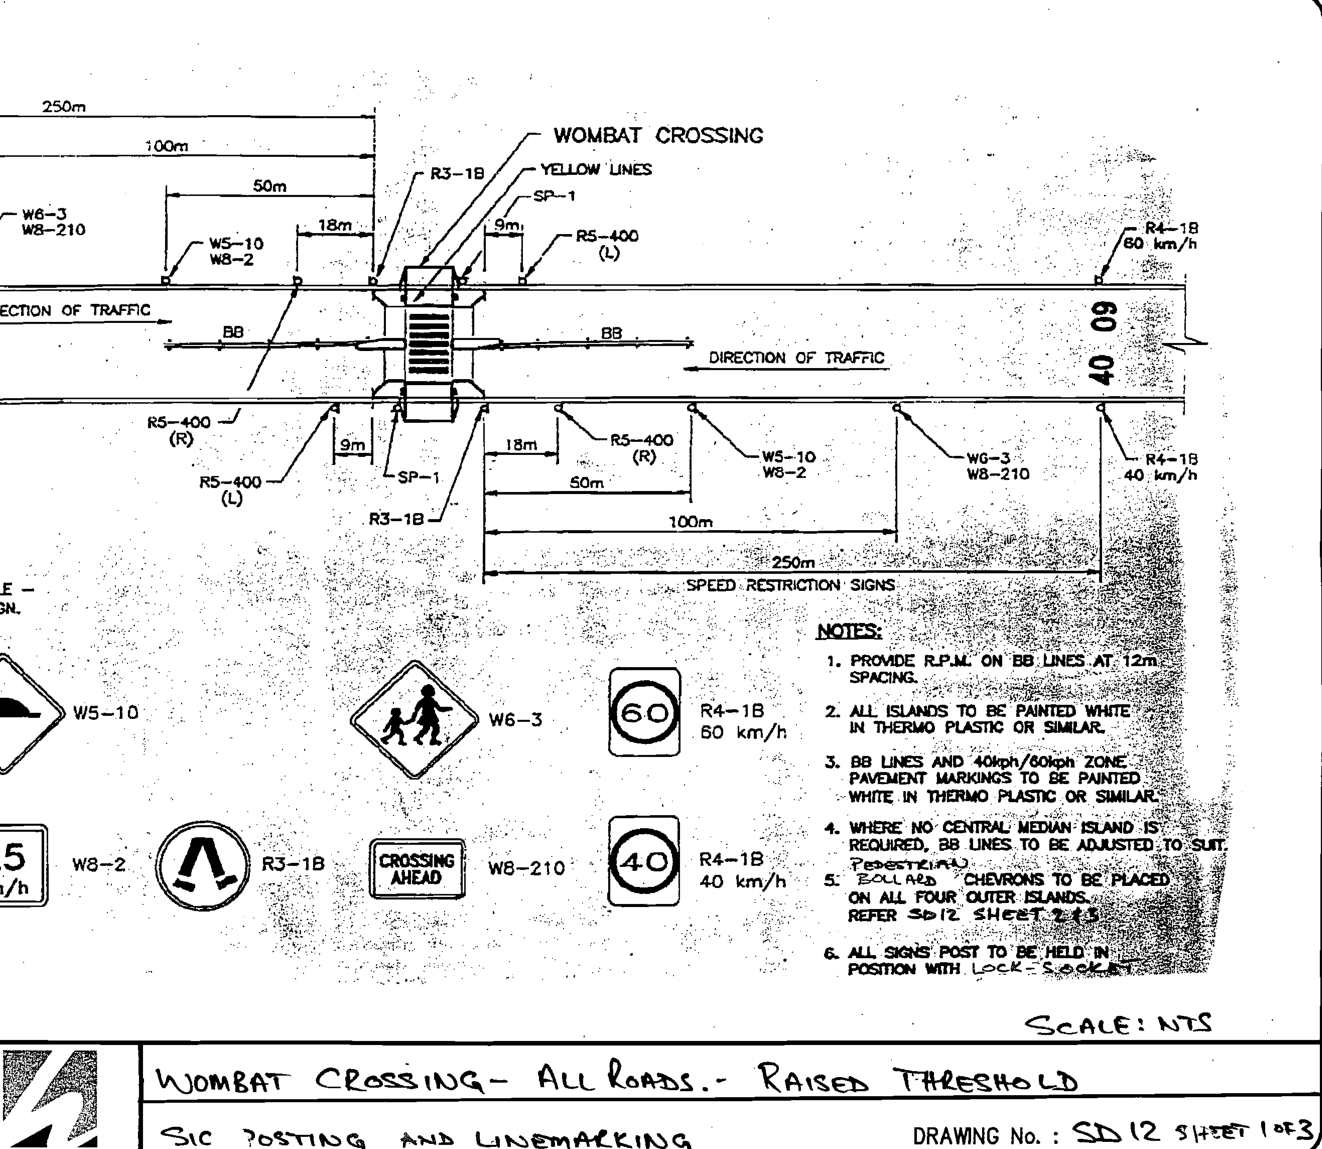 250m
100m
WOMBAT CROSSING
R3-1B
YELLOW LINES
50m
SP-1
W6-3
W8-210
18m
9m
R5-400
(L)
R4-1B
60 km/h
W5-10
W8-2
ECTION OF TRAFFIC
BB
BB
60
40
DIRECTION OF TRAFFIC
R5-400
(R)
9m
18m
R5-400
(R)
W5-10
W8-2
W6-3
W8-210
R4-1B
40 km/h
R5-400
(L)
SP-1
50m
R3-1B
100m
250m
SPEED RESTRICTION SIGNS
E -
GN.
NOTES:
1. PROVIDE R.P.M. ON BB LINES AT 12m
SPACING.
2. ALL ISLANDS TO BE PAINTED WHITE
IN THERMO PLASTIC OR SIMILAR.
3. BB LINES AND 40kph/60kph ZONE
PAVEMENT MARKINGS TO BE PAINTED
WHITE IN THERMO PLASTIC OR SIMILAR.
4. WHERE NO CENTRAL MEDIAN ISLAND IS
REQUIRED, BB LINES TO BE ADJUSTED TO SUIT.
PEDESTRIAN
5. BOLLARD CHEVRONS TO BE PLACED
ON ALL FOUR OUTER ISLANDS.
REFER SD12 SHEET 2 & 3
6. ALL SIGNS POST TO BE HELD IN
POSITION WITH LOCK-SOCKET
W5-10
W6-3
60
R4-1B
60 km/h
5
/h
W8-2
R3-1B
CROSSING
AHEAD
W8-210
40
R4-1B
40 km/h
SCALE: NTS
WOMBAT CROSSING - ALL ROADS. - RAISED THRESHOLD
SIC POSTING AND LINEMARKING
DRAWING No. : SD 12 SHEET 1 OF 3